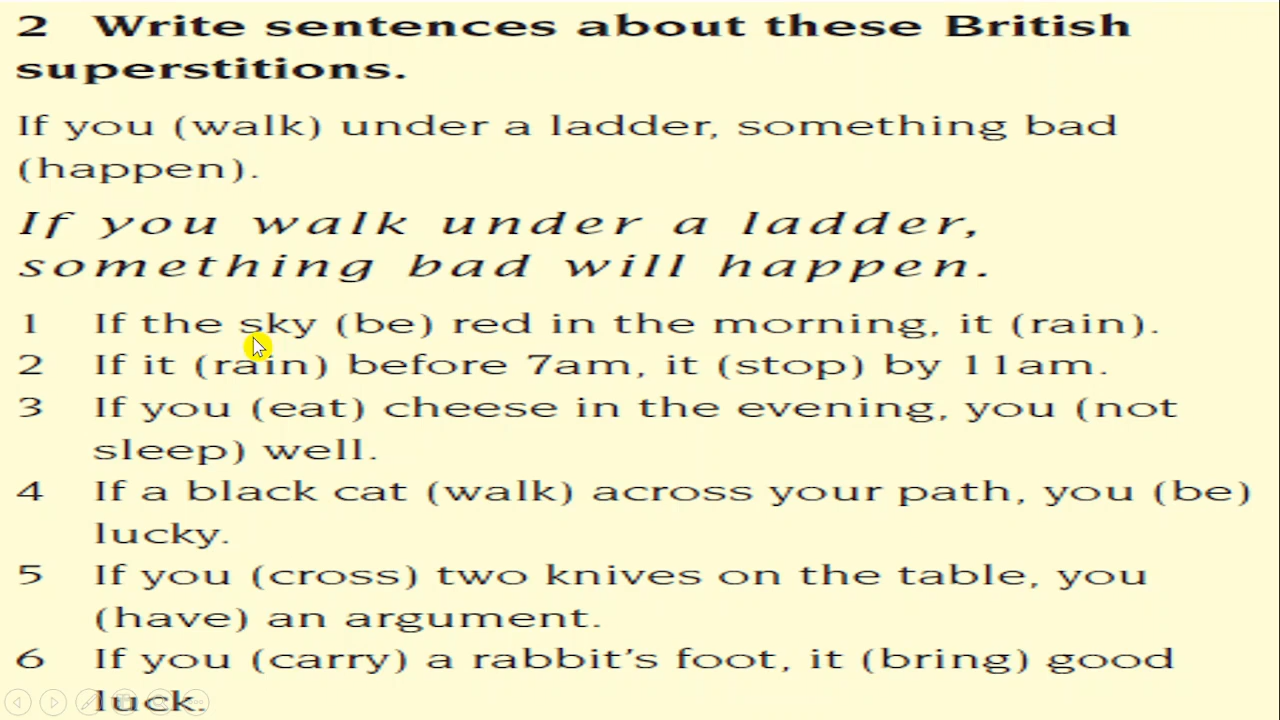 2 Write sentences about these British
superstitions.
If you (walk) under a ladder, something bad
(happen).
If you walk under a ladder,
something bad will happen.
1 If the sky (be) red in the morning, it (rain).
2 If it (rain) before 7am, it (stop) by 11am.
3 If you (eat) cheese in the evening, you (not
sleep) well.
4 If a black cat (walk) across your path, you (be)
lucky.
5 If you (cross) two knives on the table, you
(have) an argument.
6 If you (carry) a rabbit's foot, it (bring) good
luck.